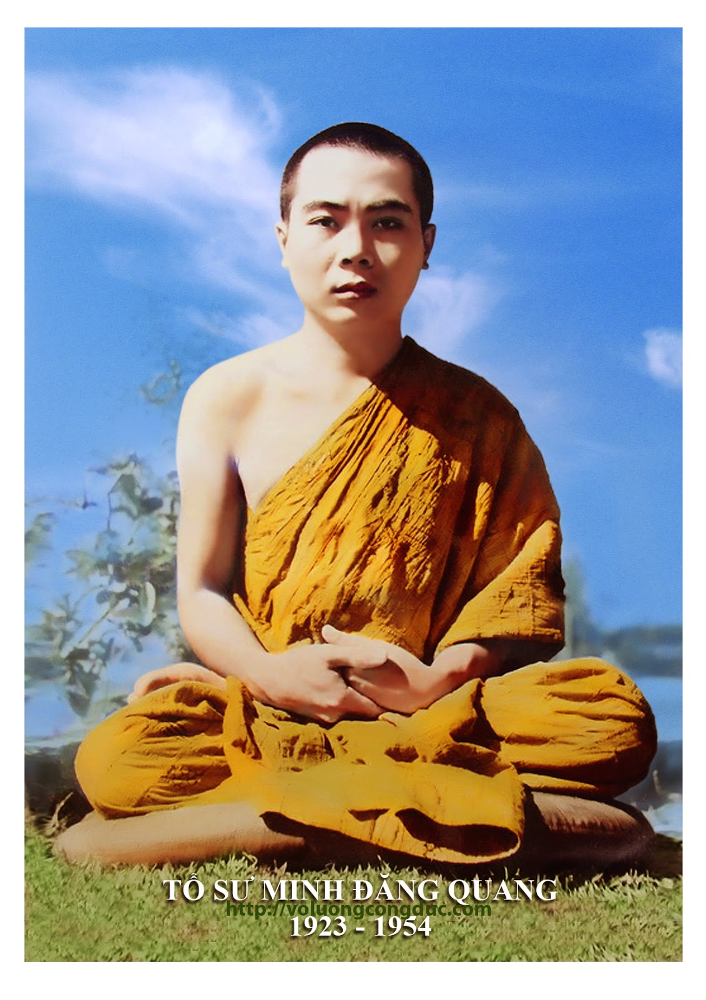 TỔ SƯ MINH ĐĂNG QUANG
http://voluongcongduc.com
1923 - 1954